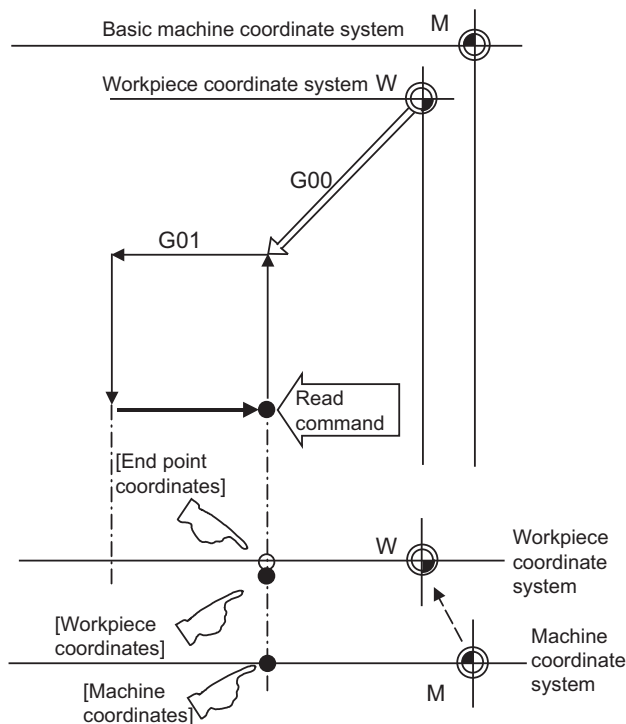 Basic machine coordinate system
M
Workpiece coordinate system
W
G00
G01
Read
command
[End point
coordinates]
W
Workpiece
coordinate
system
[Workpiece
coordinates]
Machine
coordinate
system
[Machine
coordinates]
M